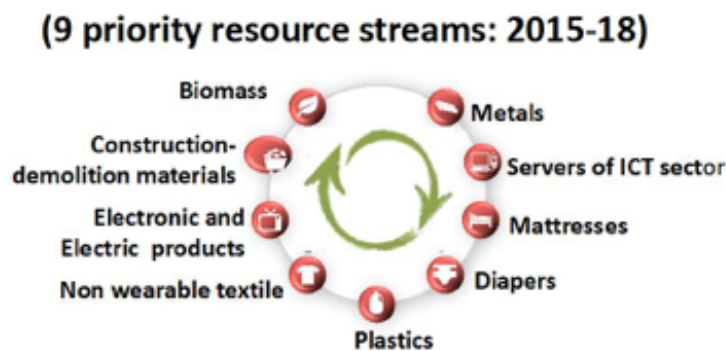 (9 priority resource streams: 2015-18)
Biomass
Metals
Construction-
demolition materials
Servers of ICT sector
Electronic and
Electric products
Mattresses
Non wearable textile
Diapers
Plastics